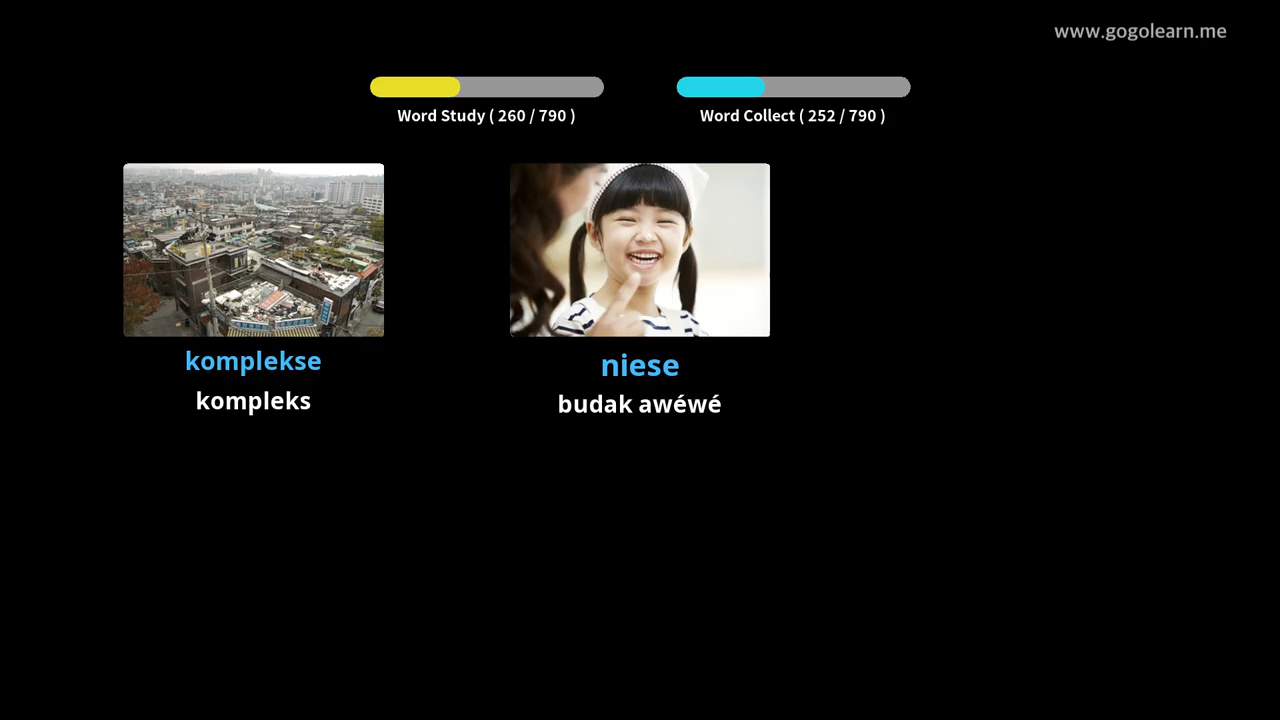 www.gogolearn.me
Word Study ( 260 / 790 )
Word Collect ( 252 / 790 )
komplekse
kompleks
niese
budak awéwé